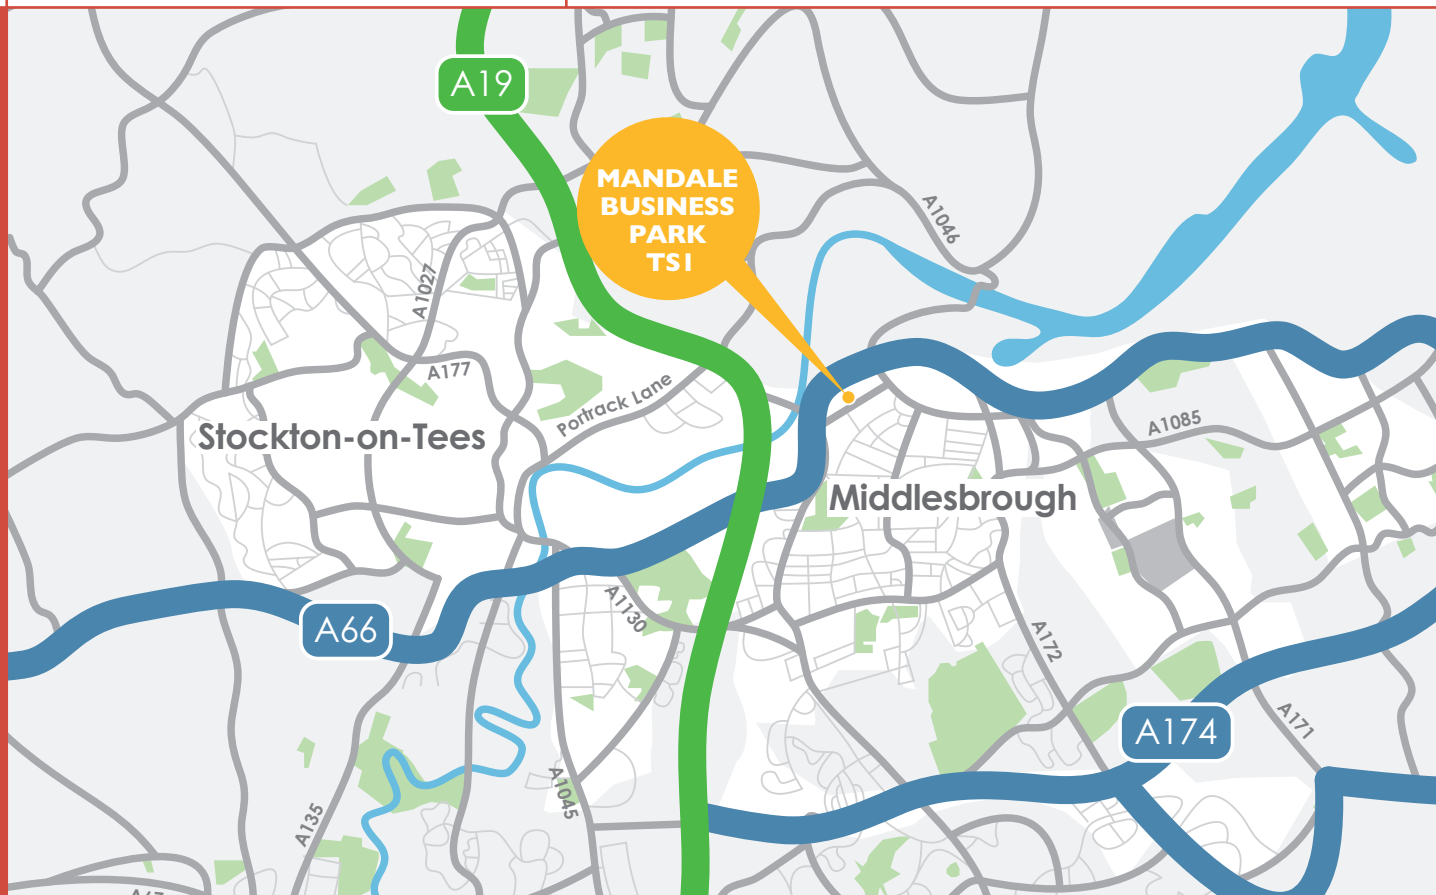 A19
MANDALE
BUSINESS
PARK
TS1
A1046
A1027
A177
Portrack Lane
Stockton-on-Tees
A1085
Middlesbrough
A66
A1130
A172
A174
A171
A1045
A135